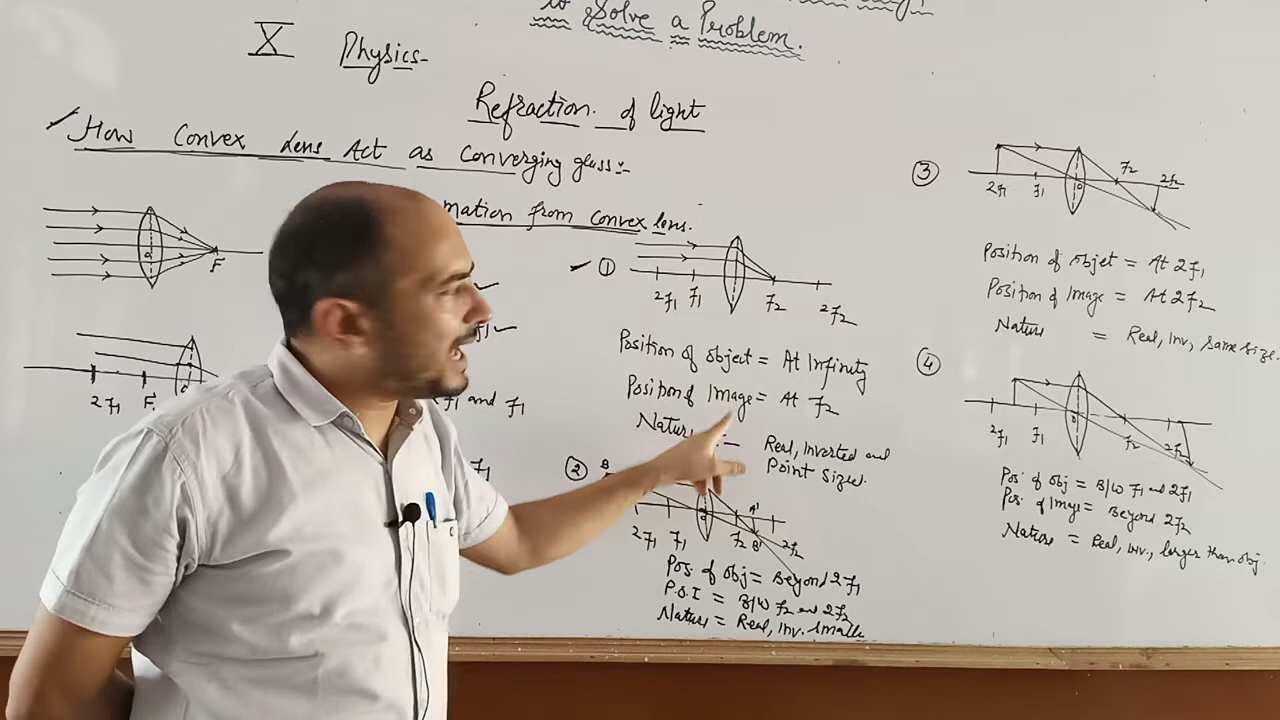 to Solve a Problem.
X Physics-
Refraction of light
How Convex Lens Act as Converging glass:-
mation from convex lens.
O
F
2F1 F1
F1 and F1
①
2F1 F1 F2 2F2
Position of object = At Infinity
Position of Image = At F2
Nature :- Real, Inverted and
Point sized.
②
B
O A'
2F1 F1 F2 B' 2F2
Pos. of obj = Beyond 2F1
P.O.I = B/W F2 and 2F2
Nature = Real, Inv. Smaller
③
2F1 F1 O F2 2F2
Position of objet = At 2F1
Position of Image = At 2F2
Nature = Real, Inv, same size
④
2F1 F1 O F2 2F2
Pos. of obj = B/W F1 and 2F1
Pos. of Image = Beyond 2F2
Nature = Real, Inv., larger than obj.